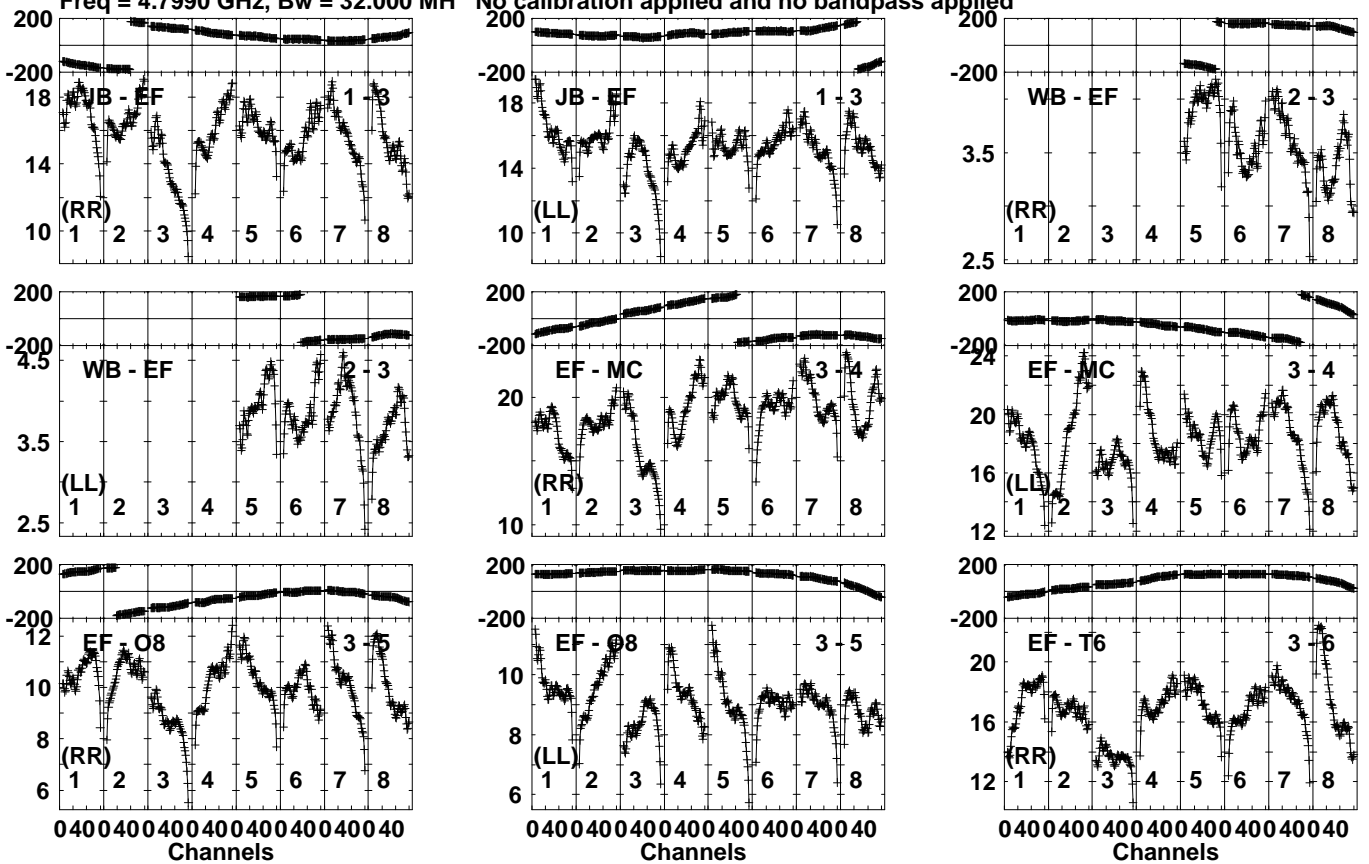 Freq = 4.7990 GHz, Bw = 32.000 MH No calibration applied and no bandpass applied
200
-200
18
14
10
JB - EF 1 - 3
(RR)
1 2 3 4 5 6 7 8
200
-200
18
14
10
JB - EF 1 - 3
(LL)
1 2 3 4 5 6 7 8
200
-200
3.5
2.5
WB - EF 2 - 3
(RR)
1 2 3 4 5 6 7 8
200
-200
4.5
3.5
2.5
WB - EF 2 - 3
(LL)
1 2 3 4 5 6 7 8
200
-200
20
10
EF - MC 3 - 4
(RR)
1 2 3 4 5 6 7 8
200
-200
24
20
16
12
EF - MC 3 - 4
(LL)
1 2 3 4 5 6 7 8
200
-200
12
10
8
6
EF - O8 3 - 5
(RR)
1 2 3 4 5 6 7 8
0 40 0 40 0 40 0 40 0 40 0 40 0 40 0 40
Channels
200
-200
10
8
6
EF - O8 3 - 5
(LL)
1 2 3 4 5 6 7 8
0 40 0 40 0 40 0 40 0 40 0 40 0 40 0 40
Channels
200
-200
20
16
12
EF - T6 3 - 6
(RR)
1 2 3 4 5 6 7 8
0 40 0 40 0 40 0 40 0 40 0 40 0 40 0 40
Channels